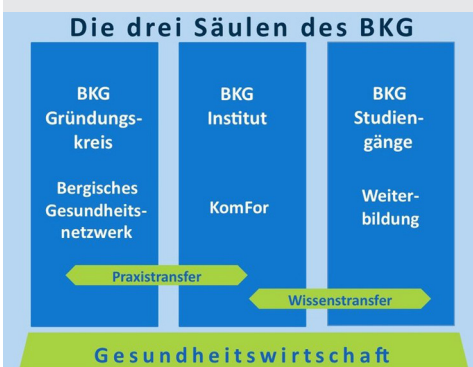 Die drei Säulen des BKG
BKG
Gründungs-
kreis
Bergisches
Gesundheits-
netzwerk
BKG
Institut
KomFor
BKG
Studien-
gänge
Weiter-
bildung
Praxistransfer
Wissenstransfer
Gesundheitswirtschaft